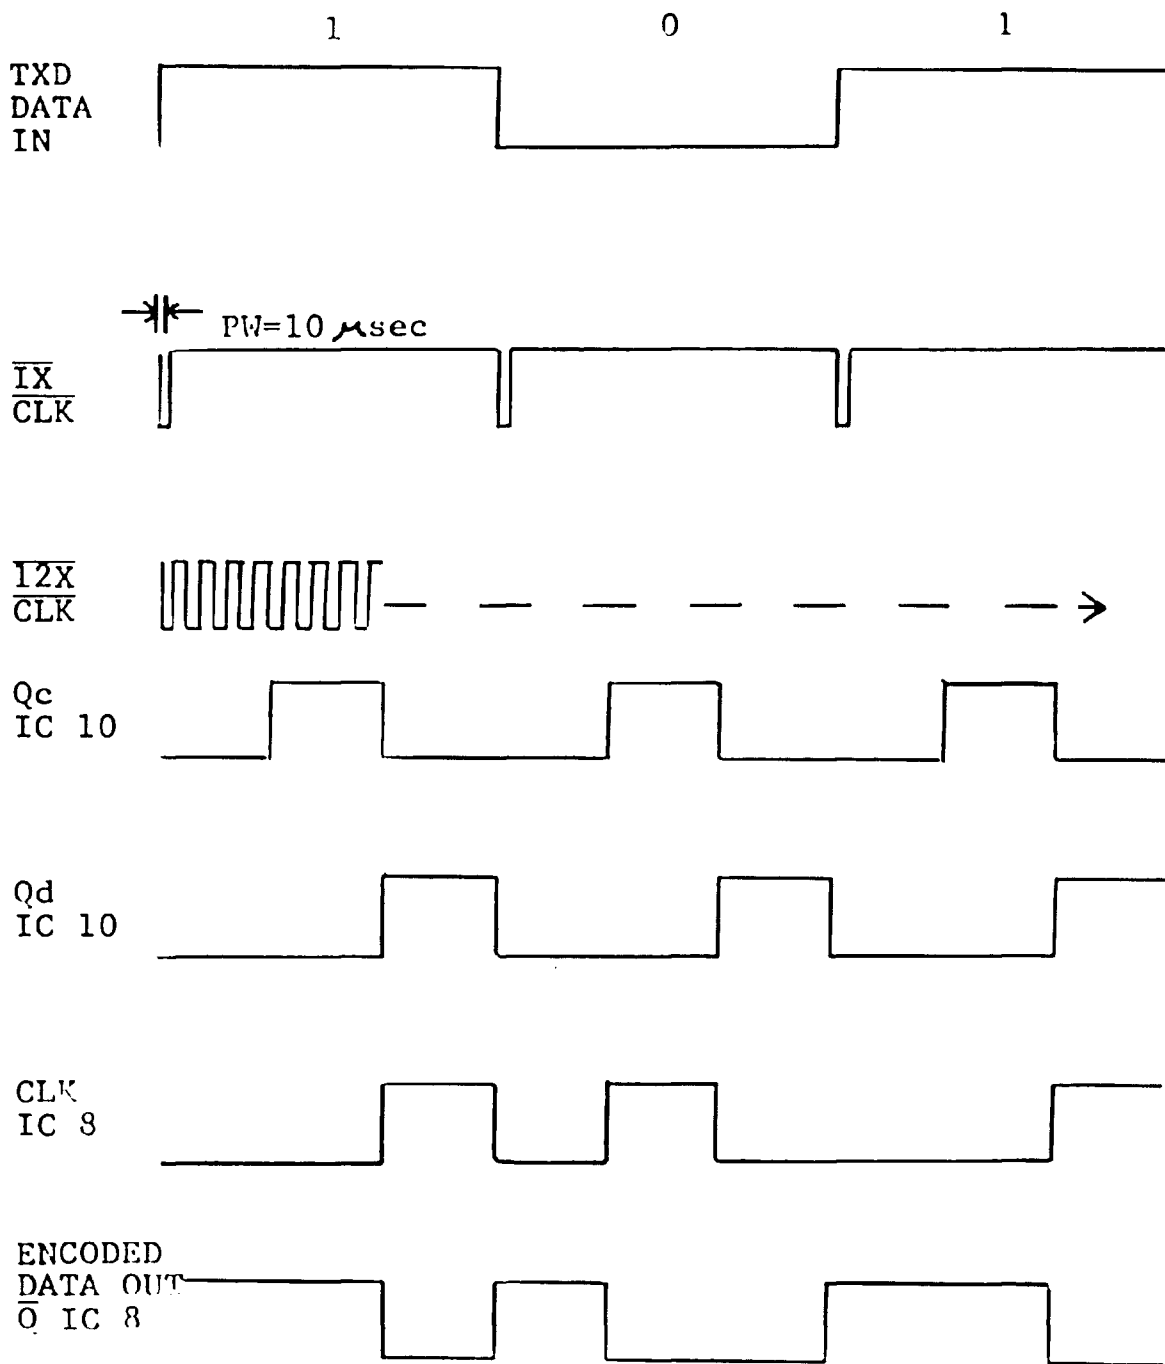 1 0 1
TXD
DATA
IN
PW=10 μsec
IX
CLK
12X
CLK
Qc
IC 10
Qd
IC 10
CLK
IC 8
ENCODED
DATA OUT
Q IC 8